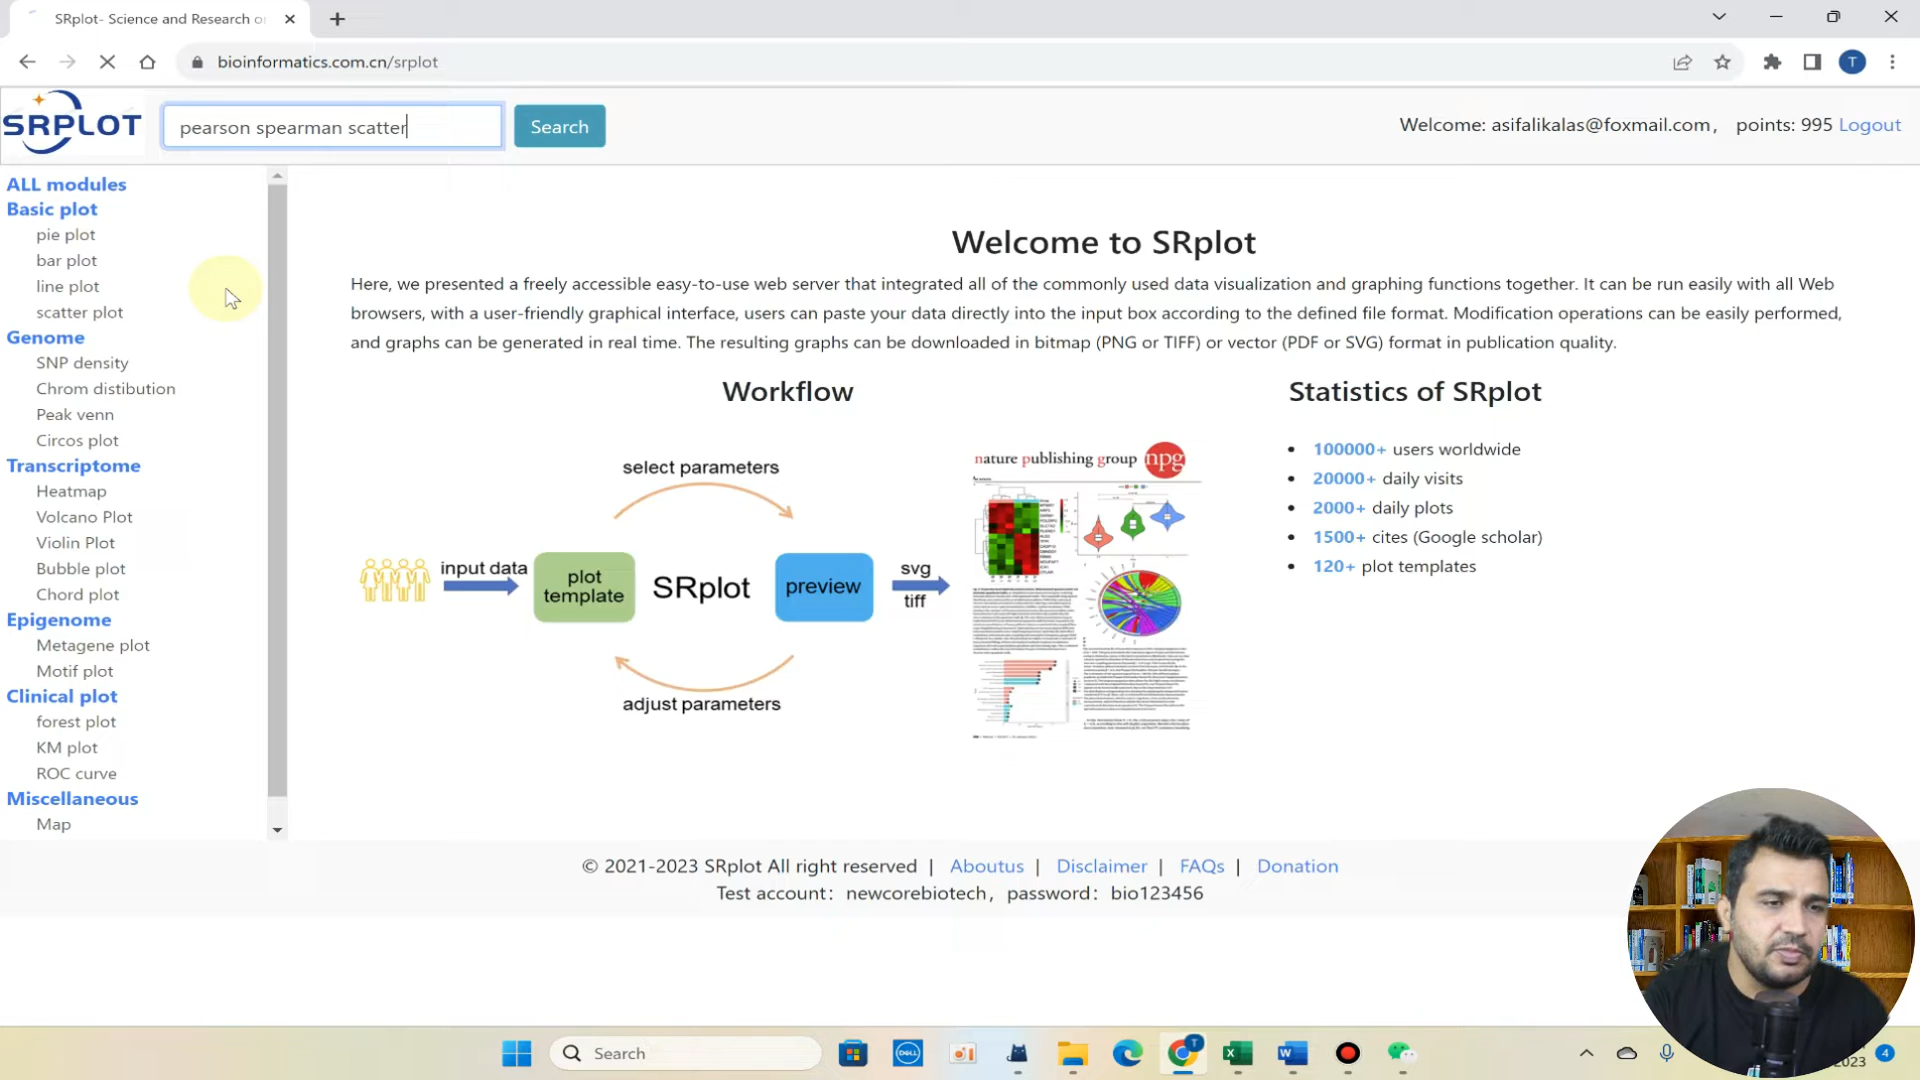 SRplot- Science and Research o
bioinformatics.com.cn/srplot
T
SRPLOT
pearson spearman scatter
Search
Welcome: asifalikalas@foxmail.com， points: 995 Logout
ALL modules
Basic plot
pie plot
bar plot
line plot
scatter plot
Genome
SNP density
Chrom distibution
Peak venn
Circos plot
Transcriptome
Heatmap
Volcano Plot
Violin Plot
Bubble plot
Chord plot
Epigenome
Metagene plot
Motif plot
Clinical plot
forest plot
KM plot
ROC curve
Miscellaneous
Map
Welcome to SRplot
Here, we presented a freely accessible easy-to-use web server that integrated all of the commonly used data visualization and graphing functions together. It can be run easily with all Web
browsers, with a user-friendly graphical interface, users can paste your data directly into the input box according to the defined file format. Modification operations can be easily performed,
and graphs can be generated in real time. The resulting graphs can be downloaded in bitmap (PNG or TIFF) or vector (PDF or SVG) format in publication quality.
Workflow
select parameters
input data
plot
template
SRplot
preview
svg
tiff
adjust parameters
nature publishing group npg
Statistics of SRplot
100000+ users worldwide
20000+ daily visits
2000+ daily plots
1500+ cites (Google scholar)
120+ plot templates
© 2021-2023 SRplot All right reserved | Aboutus | Disclaimer | FAQs | Donation
Test account： newcorebiotech， password： bio123456
Search
DELL
T
2023
4